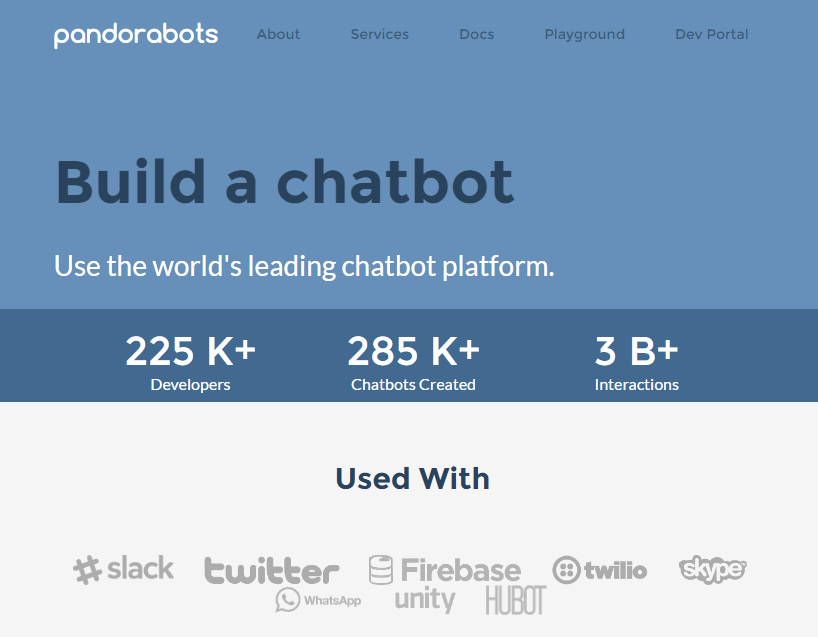 pandorabots About Services Docs Playground Dev Portal
Build a chatbot
Use the world's leading chatbot platform.
225 K+ 285 K+ 3 B+
Developers Chatbots Created Interactions
Used With
slack twitter Firebase twilio skype
WhatsApp unity HUBOT